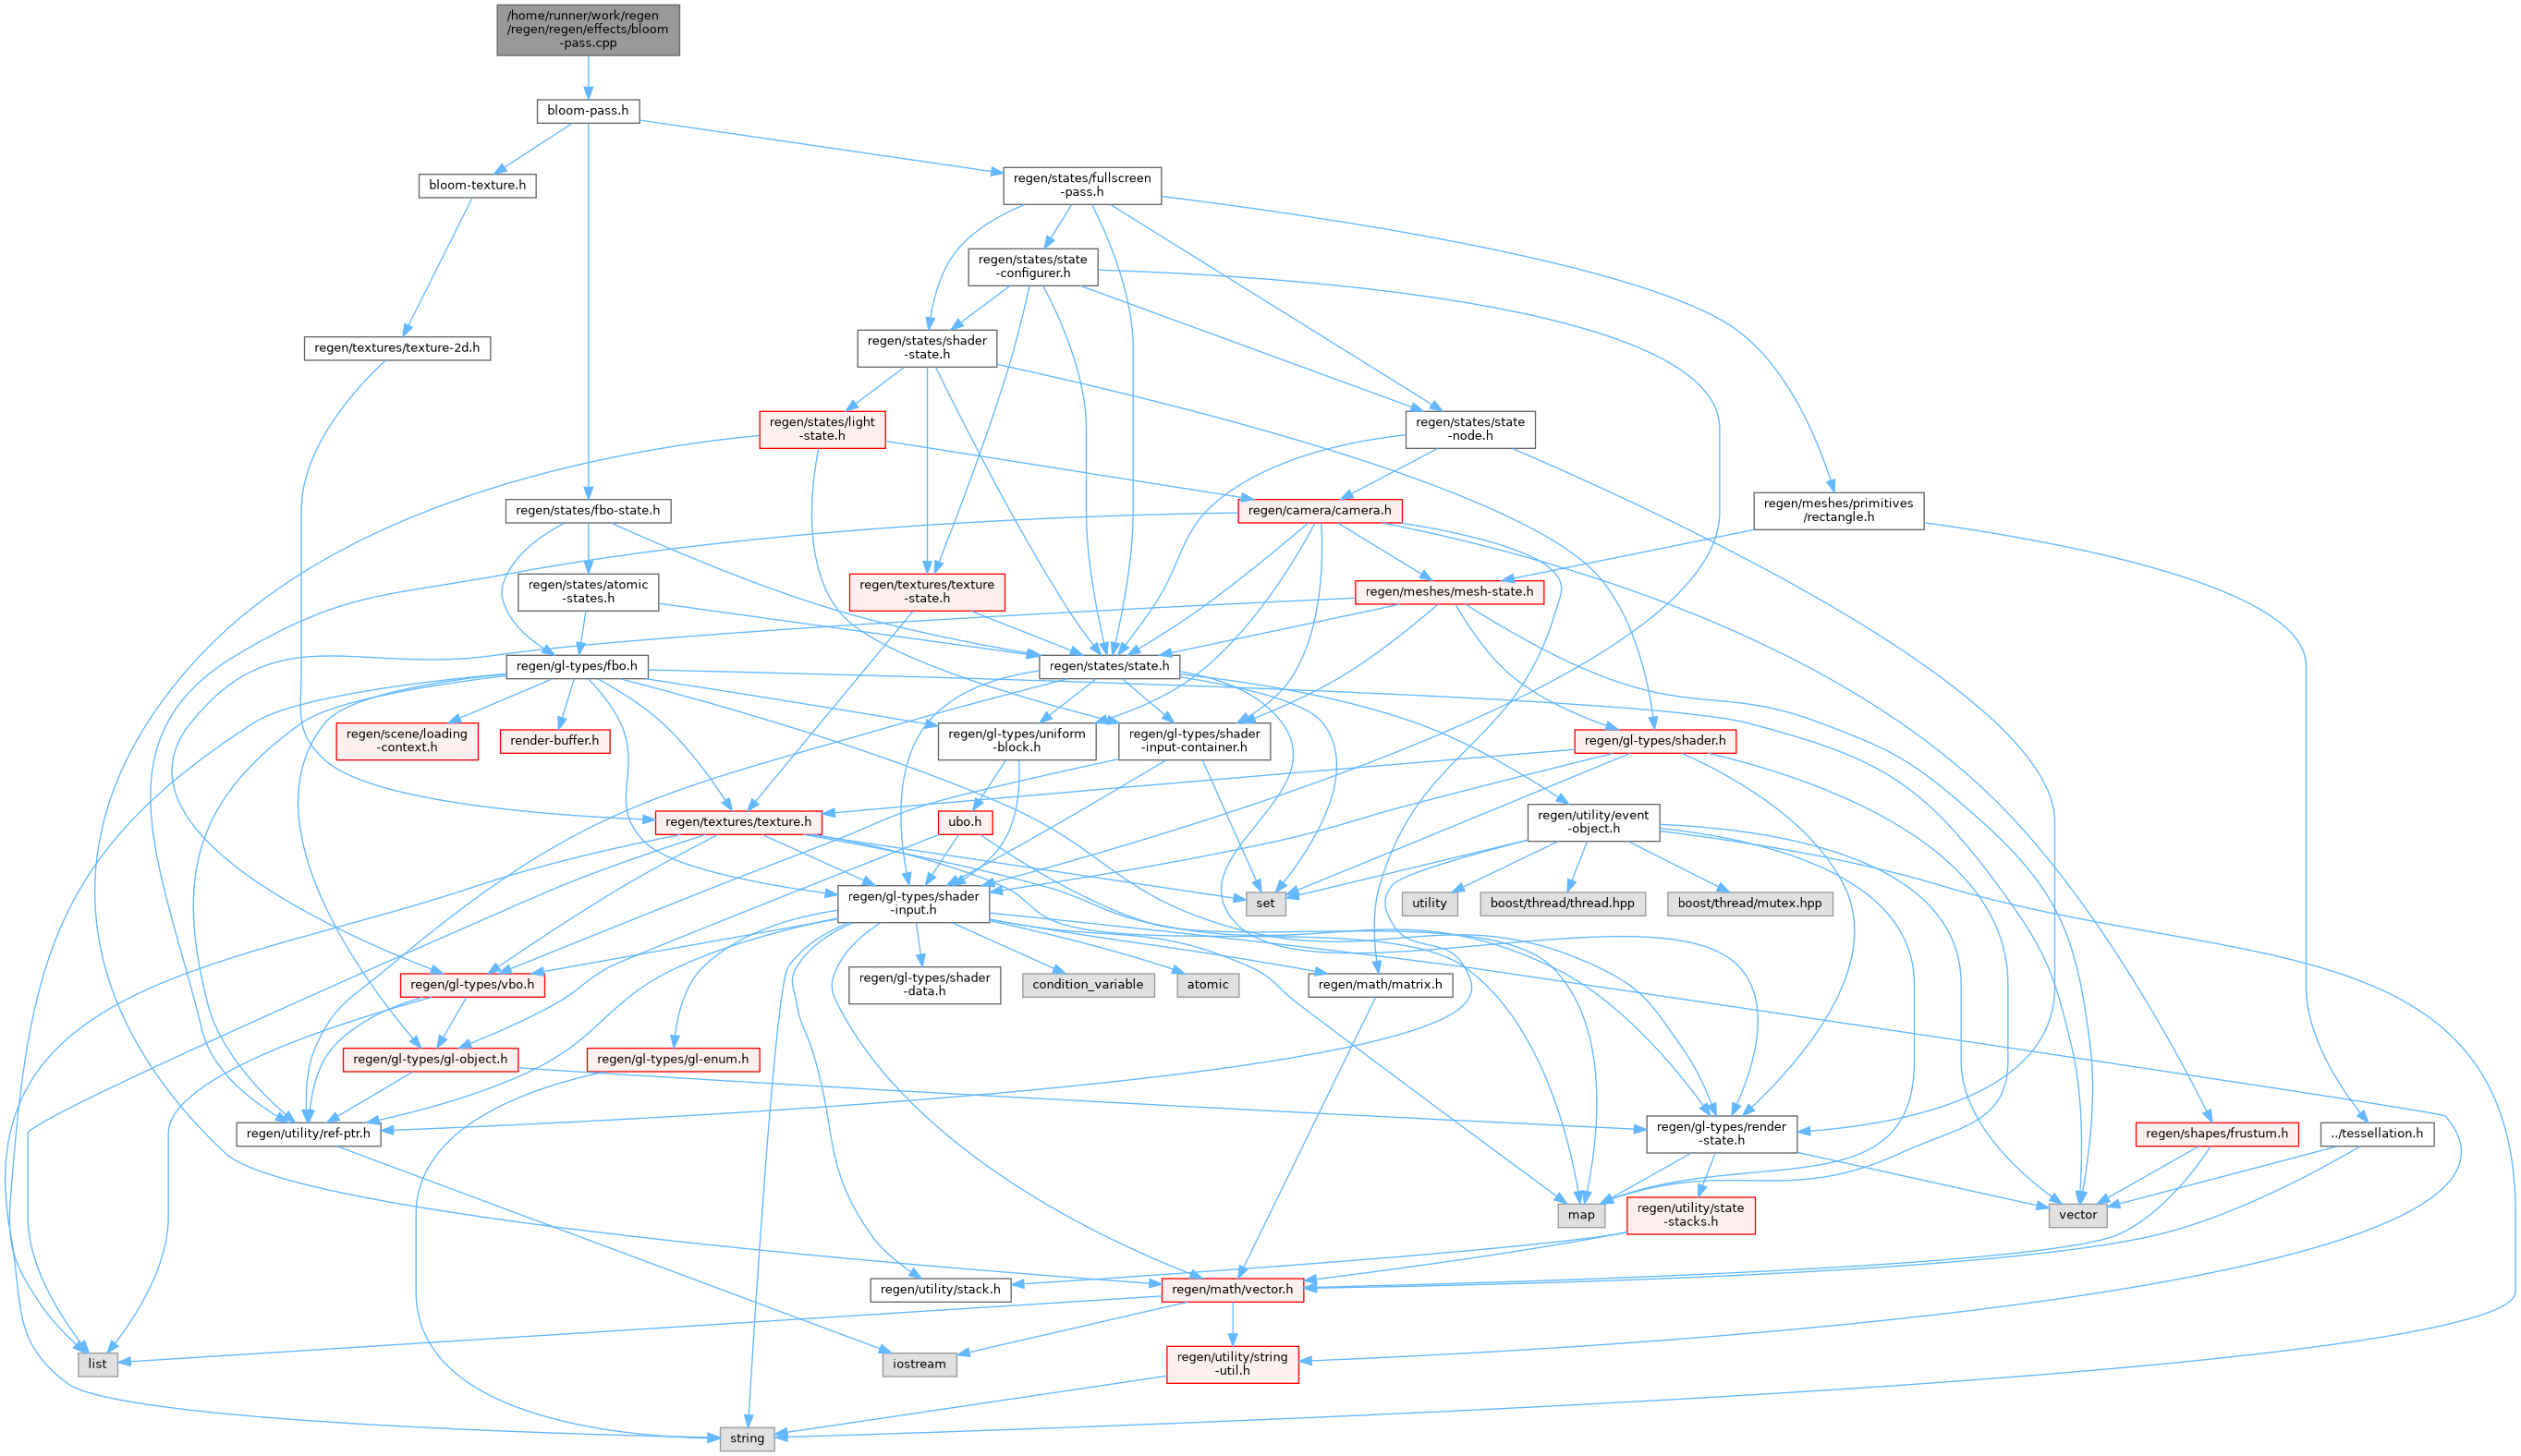 /home/runner/work/regen
/regen/regen/effects/bloom
-pass.cpp
bloom-pass.h
bloom-texture.h
regen/states/fullscreen
-pass.h
regen/states/state
-configurer.h
regen/textures/texture-2d.h
regen/states/shader
-state.h
regen/states/light
-state.h
regen/states/state
-node.h
regen/states/fbo-state.h
regen/camera/camera.h
regen/meshes/primitives
/rectangle.h
regen/states/atomic
-states.h
regen/textures/texture
-state.h
regen/meshes/mesh-state.h
regen/gl-types/fbo.h
regen/states/state.h
regen/scene/loading
-context.h
render-buffer.h
regen/gl-types/uniform
-block.h
regen/gl-types/shader
-input-container.h
regen/gl-types/shader.h
regen/textures/texture.h
ubo.h
regen/utility/event
-object.h
regen/gl-types/shader
-input.h
set
utility
boost/thread/thread.hpp
boost/thread/mutex.hpp
regen/gl-types/vbo.h
regen/gl-types/shader
-data.h
condition_variable
atomic
regen/math/matrix.h
regen/gl-types/gl-object.h
regen/gl-types/gl-enum.h
regen/utility/ref-ptr.h
regen/gl-types/render
-state.h
regen/shapes/frustum.h
../tessellation.h
map
regen/utility/state
-stacks.h
vector
regen/utility/stack.h
regen/math/vector.h
list
iostream
regen/utility/string
-util.h
string